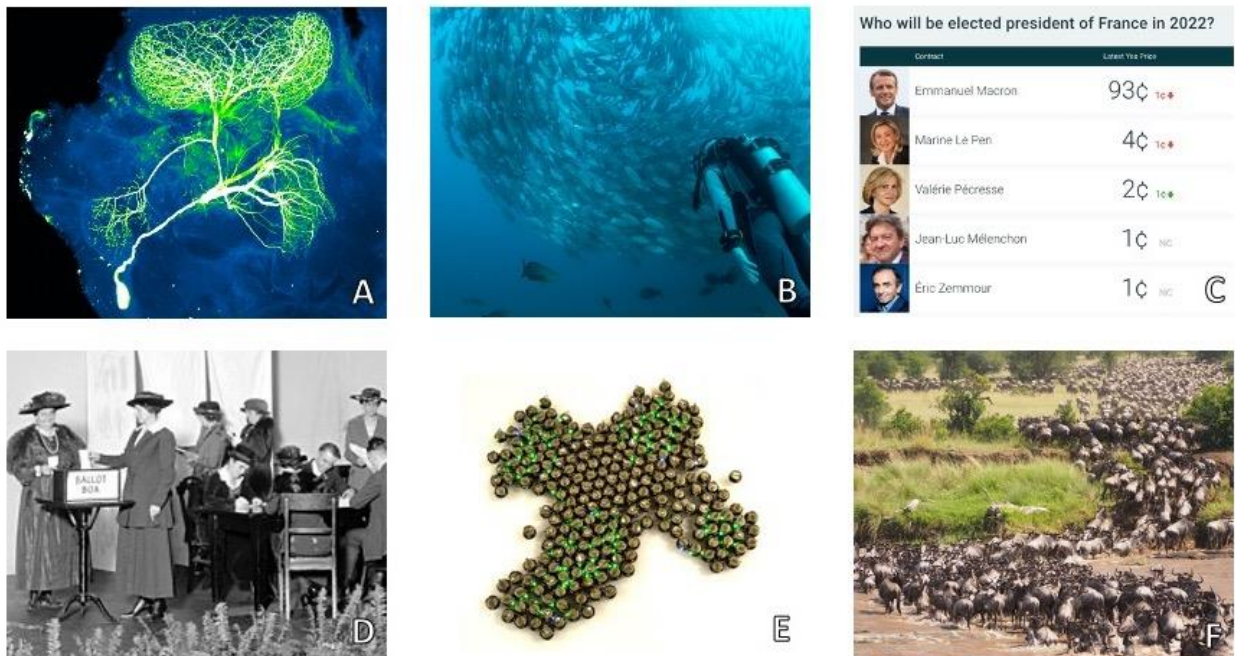 A
B
Who will be elected president of France in 2022?
Contract Latest Yes Price
Emmanuel Macron 93¢ 1¢
Marine Le Pen 4¢ 1¢
Valérie Pécresse 2¢ 1¢
Jean-Luc Mélenchon 1¢ NC
Éric Zemmour 1¢ NC
C
BALLOT
BOX
D
E
F